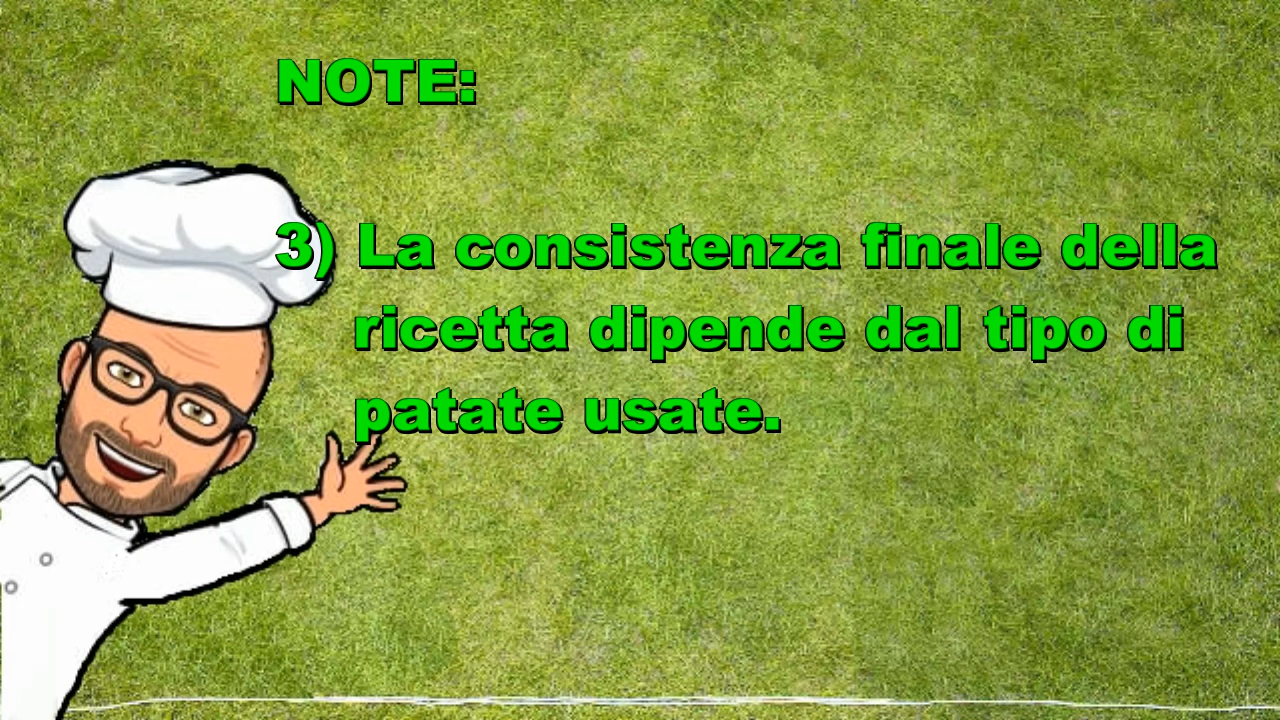 NOTE:
3) La consistenza finale della
ricetta dipende dal tipo di
patate usate.